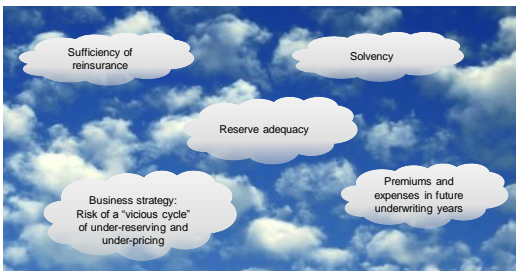 Sufficiency of
reinsurance
Solvency
Reserve adequacy
Business strategy:
Risk of a “vicious cycle”
of under-reserving and
under-pricing
Premiums and
expenses in future
underwriting years